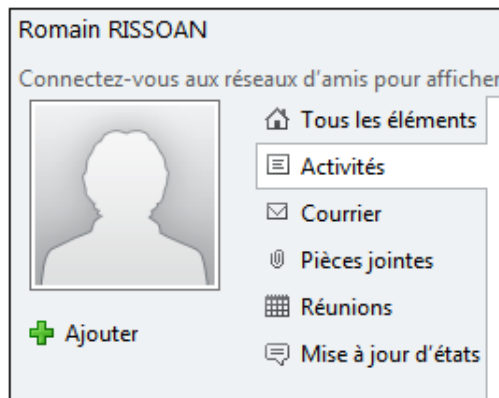 Romain RISSOAN
Connectez-vous aux réseaux d'amis pour afficher
Tous les éléments
Activités
Courrier
Pièces jointes
Réunions
Mise à jour d'états
Ajouter